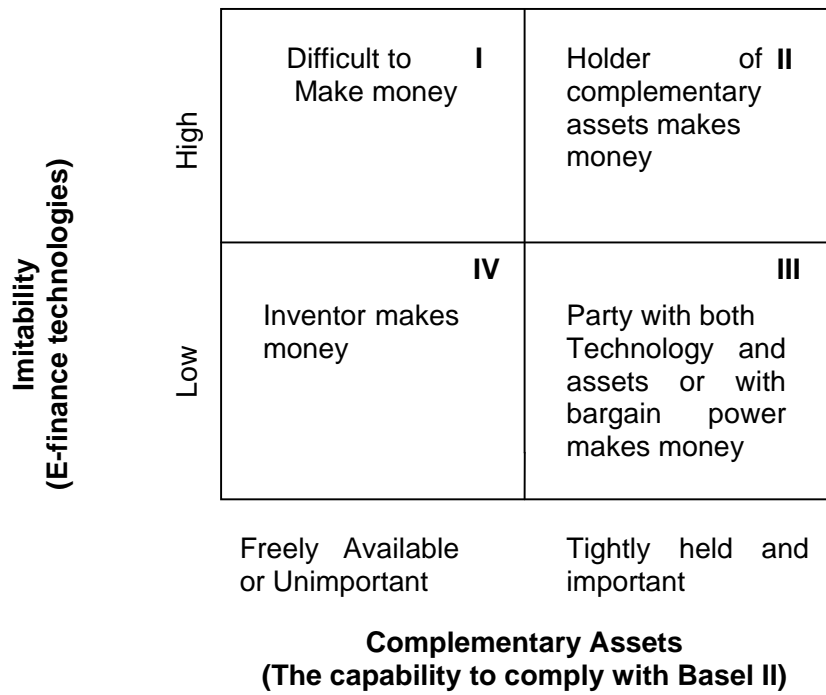 Imitability
(E-finance technologies)
High
Low
Difficult to I
Make money
Holder of II
complementary
assets makes
money
IV
Inventor makes
money
III
Party with both
Technology and
assets or with
bargain power
makes money
Freely Available
or Unimportant
Tightly held and
important
Complementary Assets
(The capability to comply with Basel II)